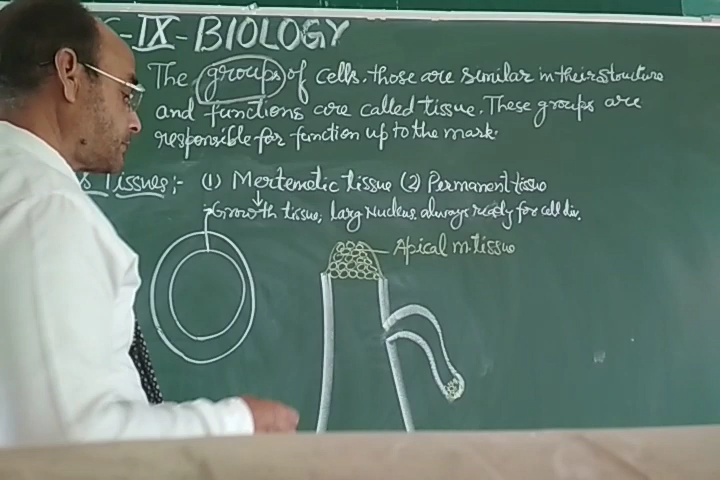 -IX-BIOLOGY
The groups of cells. those are similar in their structure
and functions are called tissue. These groups are
responsible for function up to the mark.
Tissues:- (1) Mertemetic tissue (2) Permanent tissue
Growth tissue, larg Nucleus, always ready for cell div.
Apical m.tissue